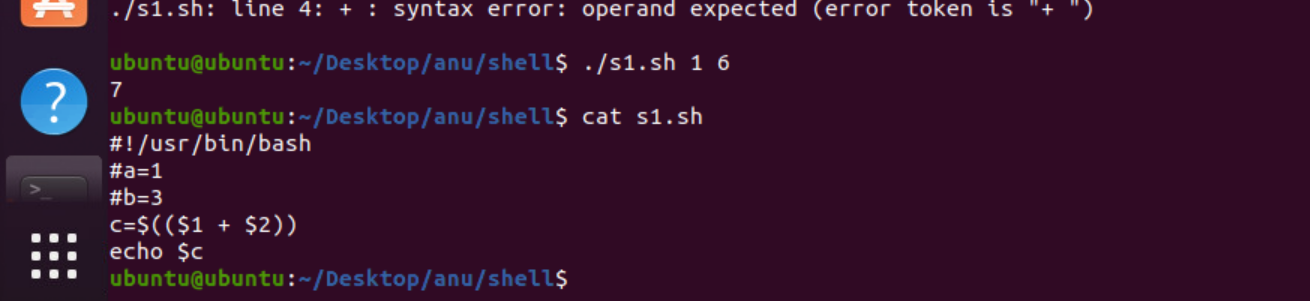 ./s1.sh: line 4: + : syntax error: operand expected (error token is "+ ")
ubuntu@ubuntu:~/Desktop/anu/shell$ ./s1.sh 1 6
7
ubuntu@ubuntu:~/Desktop/anu/shell$ cat s1.sh
#!/usr/bin/bash
#a=1
#b=3
c=$(($1 + $2))
echo $c
ubuntu@ubuntu:~/Desktop/anu/shell$
?
>_